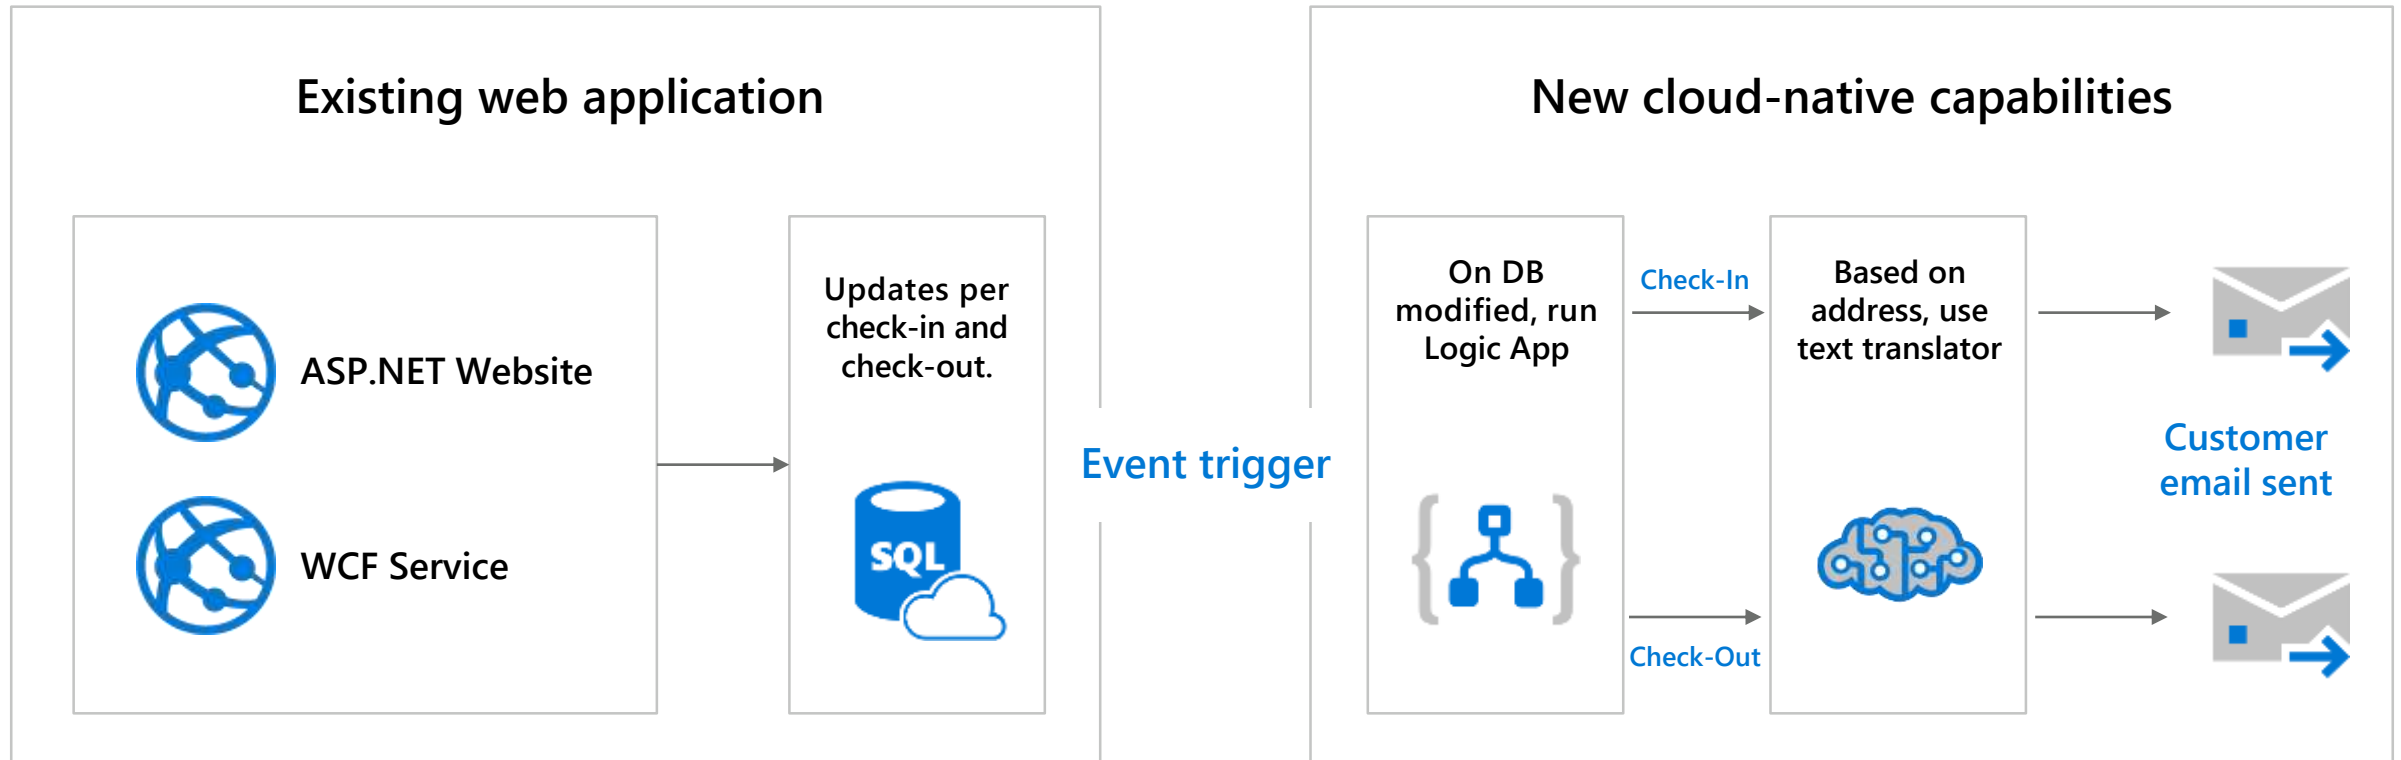 Existing web application
ASP.NET Website
WCF Service
Updates per
check-in and
check-out.
SQL
Event trigger
New cloud-native capabilities
On DB
modified, run
Logic App
Check-In
Check-Out
Based on
address, use
text translator
Customer
email sent